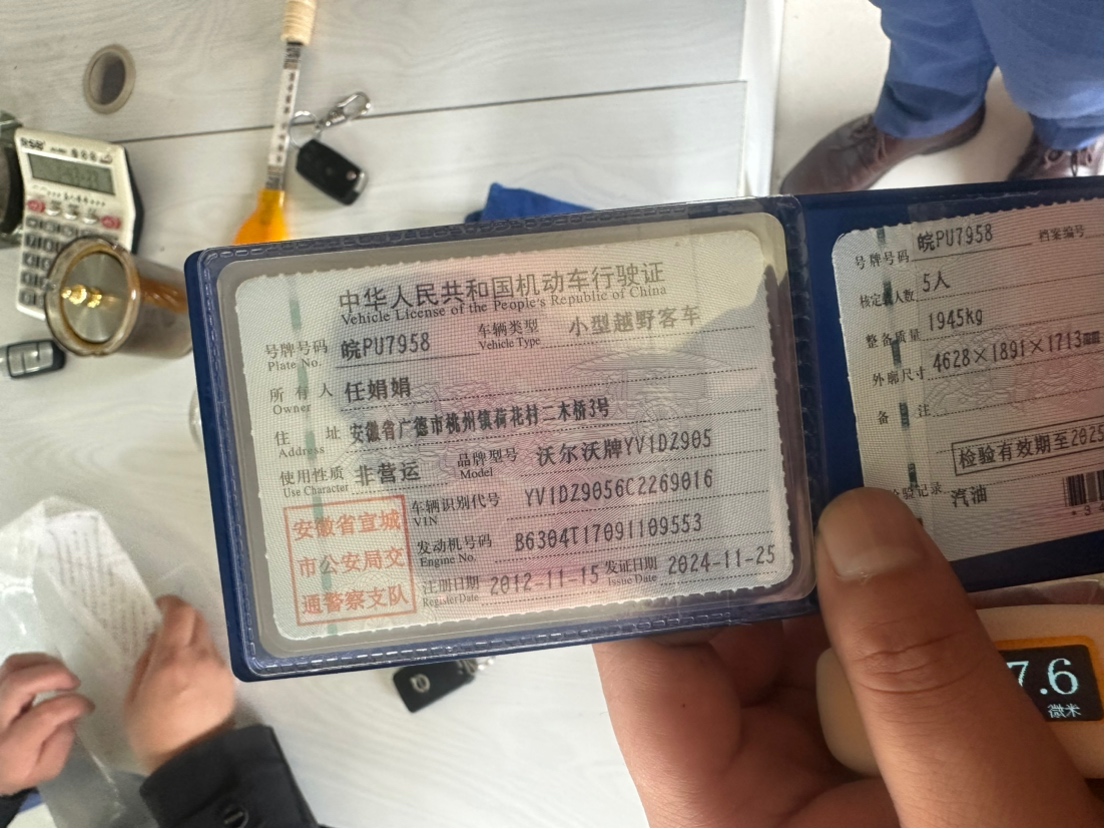 中华人民共和国机动车行驶证
Vehicle License of the People's Republic of China
号牌号码 皖PU7958 车辆类型 小型越野客车
Plate No. Vehicle Type
所有人 任娟娟
Owner
住址 安徽省广德市桃州镇荷花村二木桥3号
Address
使用性质 非营运 品牌型号 沃尔沃牌YV1DZ905
Use Character Model
车辆识别代号 YV1DZ9056C2269016
VIN
发动机号码 B6304T17091109553
Engine No.
注册日期 2012-11-15 发证日期 2024-11-25
Register Date Issue Date
安徽省宣城
市公安局交
通警察支队
号牌号码 皖PU7958 档案编号
核定载人数 5人
整备质量 1945kg
外廓尺寸 4628×1891×1713mm
备注
检验有效期至2025
检验记录 汽油
7.6
微米